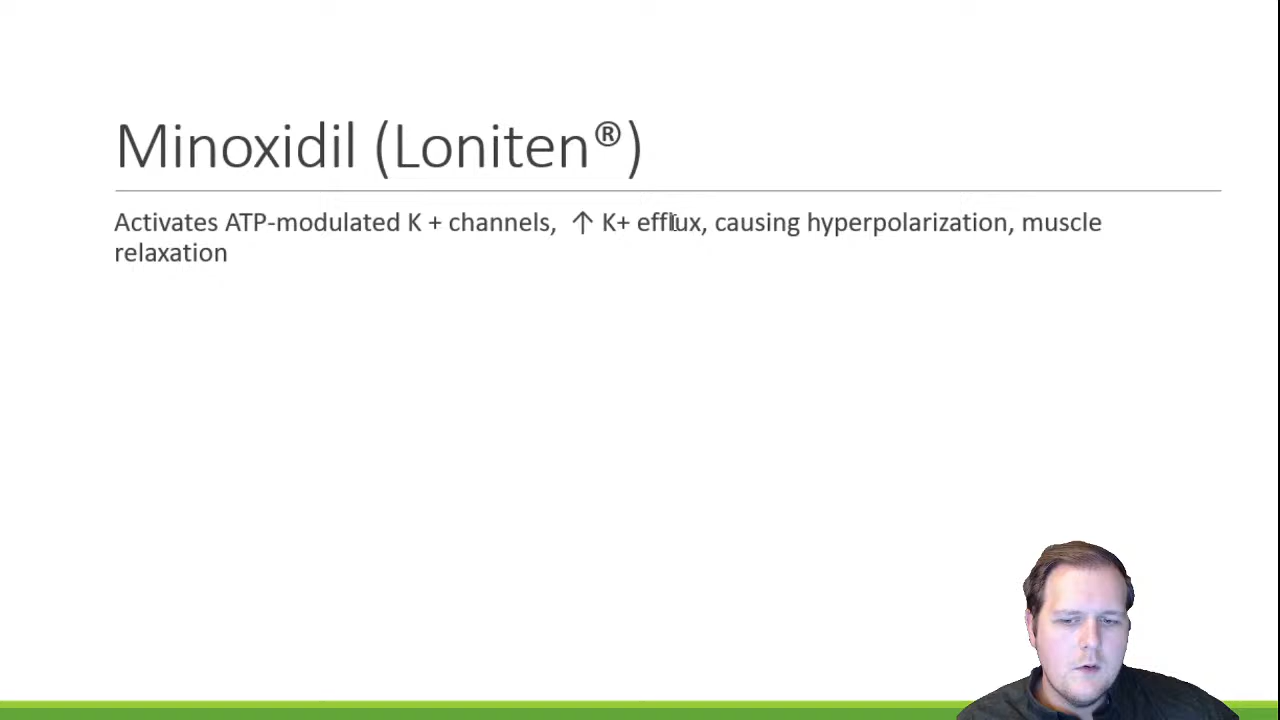 Minoxidil (Loniten®)
Activates ATP-modulated K + channels, ↑ K+ efflux, causing hyperpolarization, muscle
relaxation